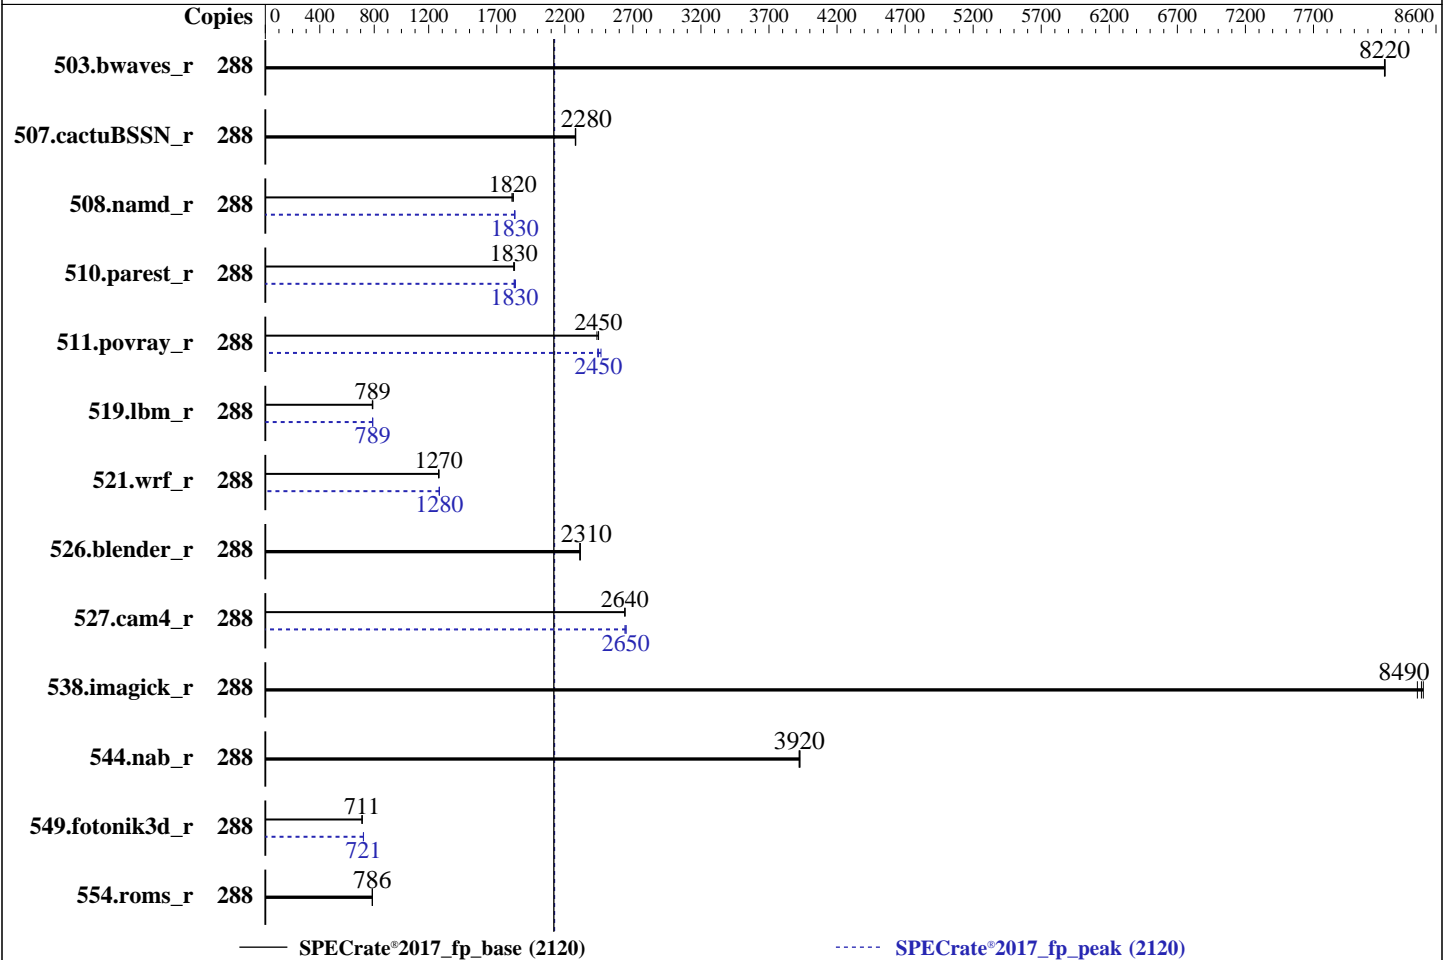 Copies 0 400 800 1200 1700 2200 2700 3200 3700 4200 4700 5200 5700 6200 6700 7200 7700 8600
503.bwaves_r 288 8220
507.cactuBSSN_r 288 2280
508.namd_r 288 1820
1830
510.parest_r 288 1830
1830
511.povray_r 288 2450
2450
519.lbm_r 288 789
789
521.wrf_r 288 1270
1280
526.blender_r 288 2310
527.cam4_r 288 2640
2650
538.imagick_r 288 8490
544.nab_r 288 3920
549.fotonik3d_r 288 711
721
554.roms_r 288 786
SPECrate®2017_fp_base (2120) SPECrate®2017_fp_peak (2120)